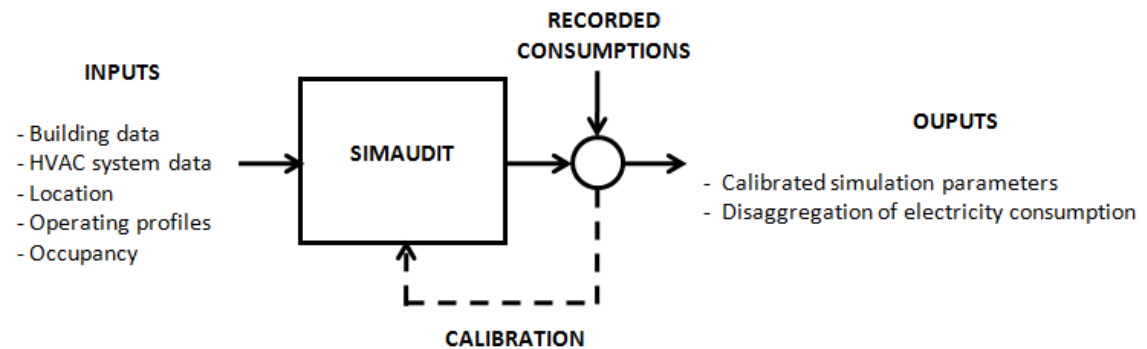 RECORDED
CONSUMPTIONS
INPUTS
- Building data
- HVAC system data
- Location
- Operating profiles
- Occupancy
SIMAUDIT
OUPUTS
- Calibrated simulation parameters
- Disaggregation of electricity consumption
CALIBRATION